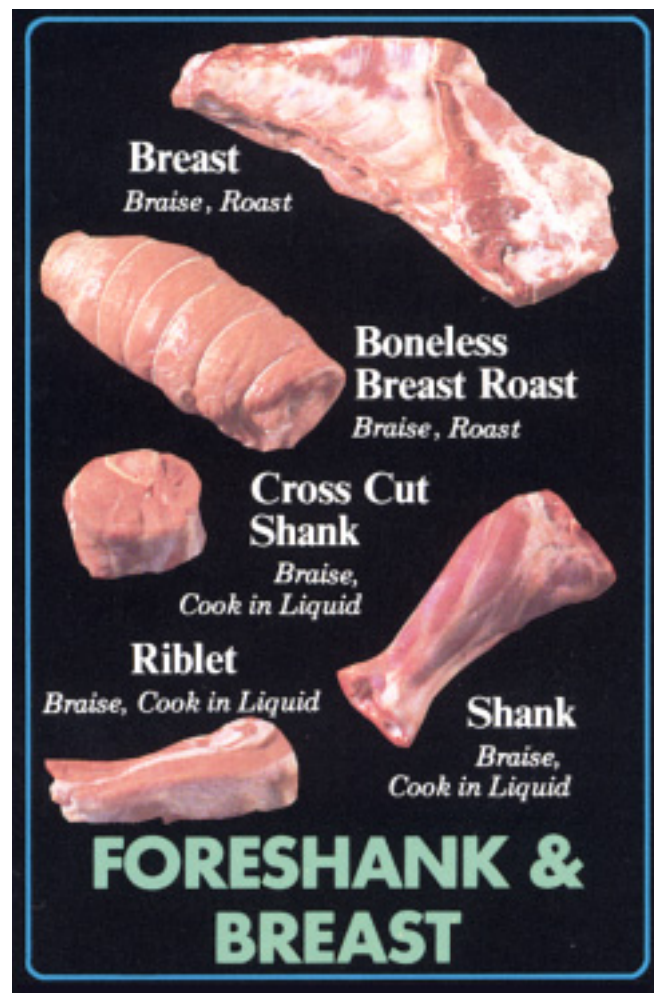 Breast
Braise, Roast
Boneless
Breast Roast
Braise, Roast
Cross Cut
Shank
Braise,
Cook in Liquid
Riblet
Braise, Cook in Liquid
Shank
Braise,
Cook in Liquid
FORESHANK &
BREAST